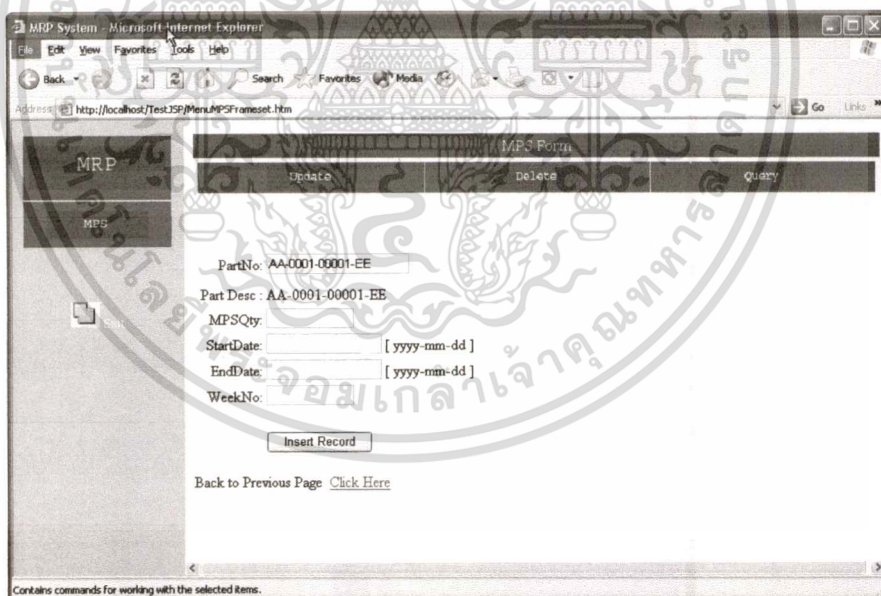 MRP System - Microsoft Internet Explorer
File Edit View Favorites Tools Help
Back Search Favorites Media
Address http://localhost/TestJSP/MenuMPSFrameset.htm Go Links
MRP
MPS
MPS Form
Update Delete Query
PartNo: AA-0001-00001-EE
Part Desc : AA-0001-00001-EE
MPSQty:
StartDate: [ yyyy-mm-dd ]
EndDate: [ yyyy-mm-dd ]
WeekNo:
Insert Record
Back to Previous Page Click Here
Contains commands for working with the selected items.